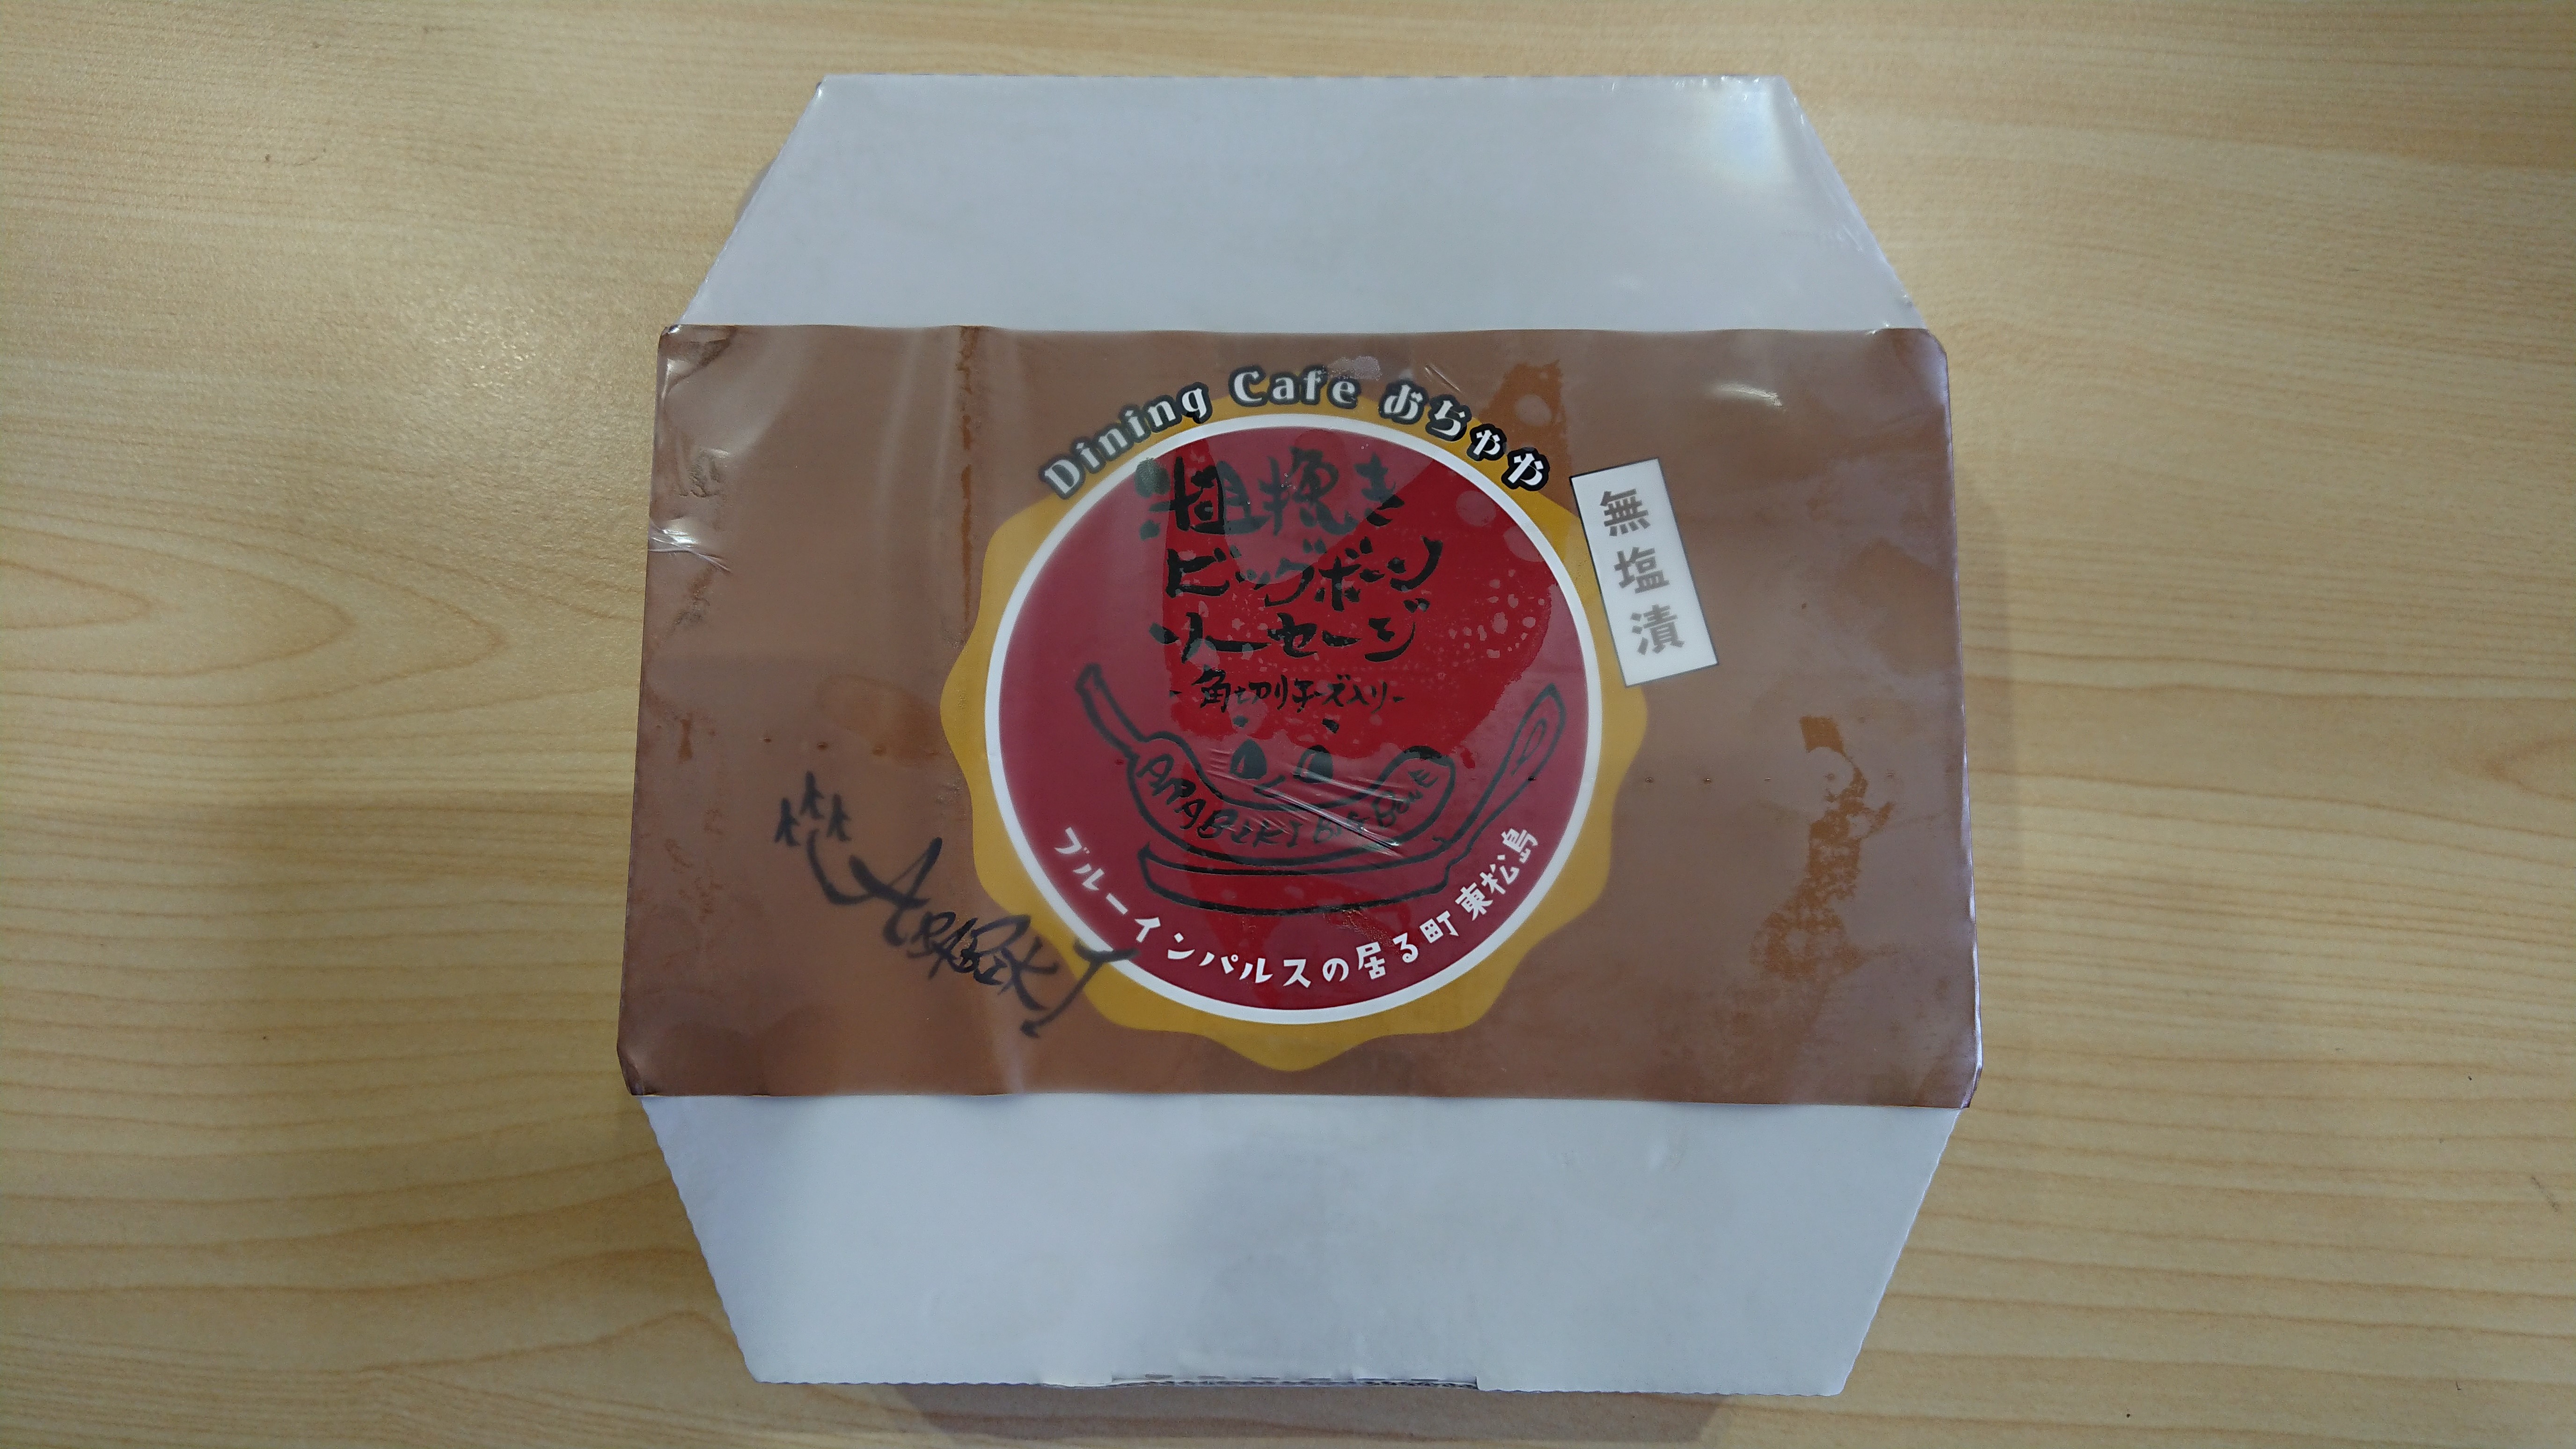 Dining Cafe おちゃや
粗挽き
ビッグボーン
ソーセージ
-角切りチーズ入り-
無塩漬
ARABIKI BIG BONE
ブルーインパルスの居る町 東松島
ARABIKI